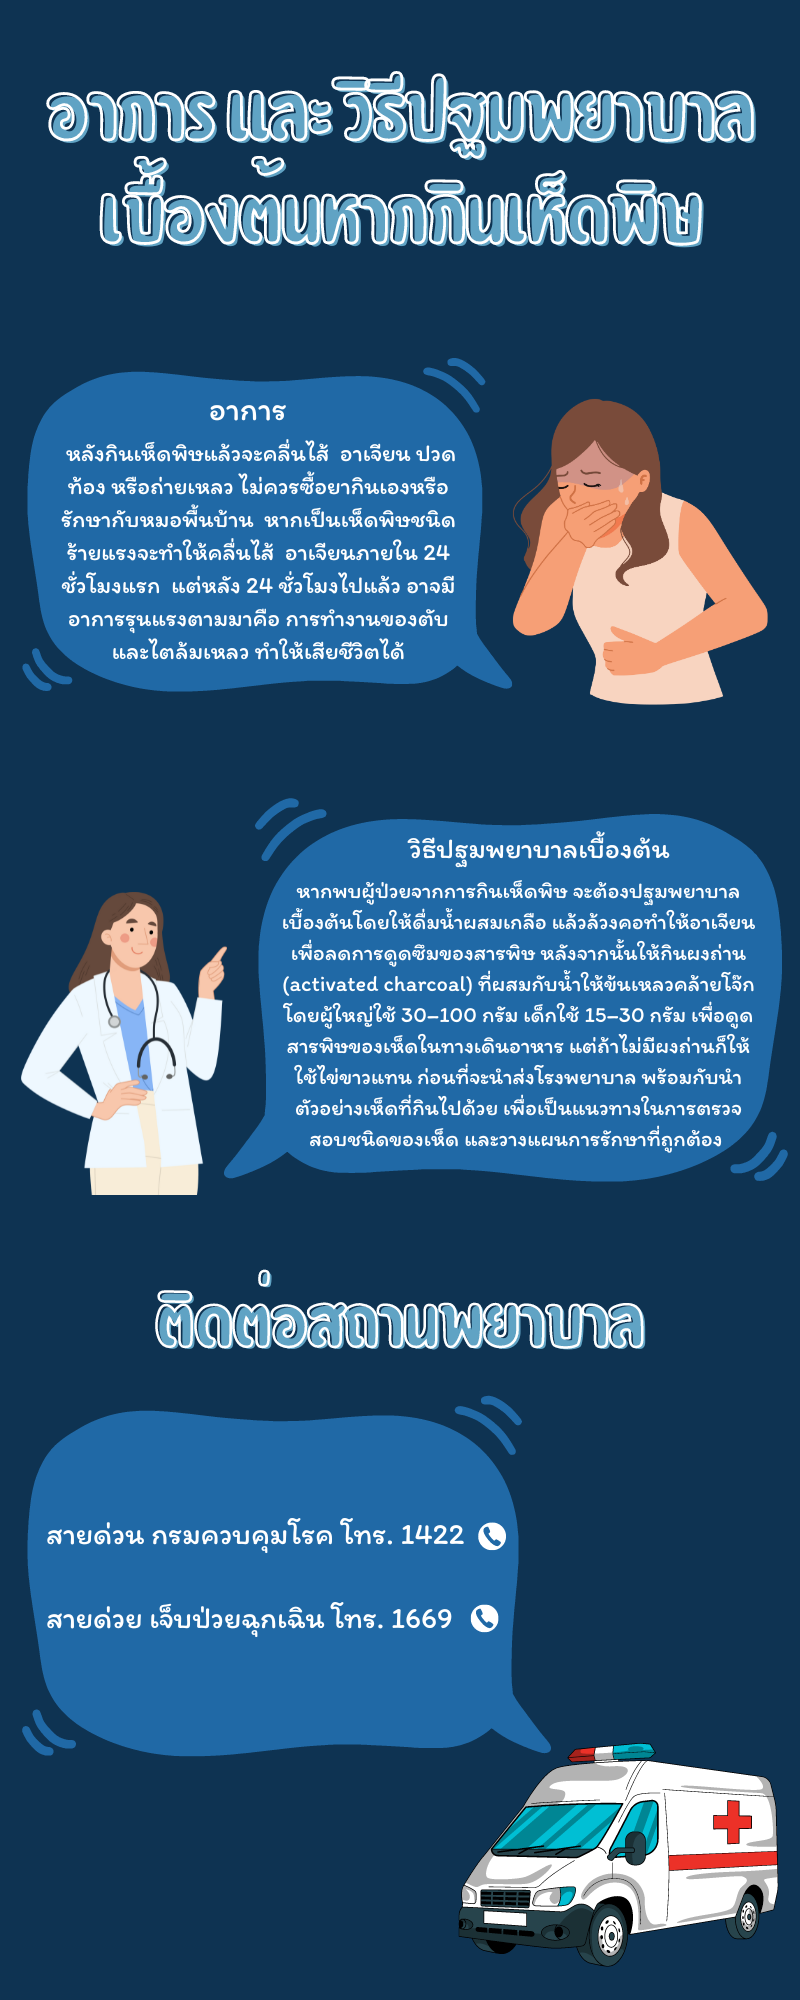 อาการ และ วิธีปฐมพยาบาล
เบื้องต้นหากกินเห็ดพิษ
อาการ
หลังกินเห็ดพิษแล้วจะคลื่นไส้ อาเจียน ปวด
ท้อง หรือถ่ายเหลว ไม่ควรซื้อยากินเองหรือ
รักษากับหมอพื้นบ้าน หากเป็นเห็ดพิษชนิด
ร้ายแรงจะทำให้คลื่นไส้ อาเจียนภายใน 24
ชั่วโมงแรก แต่หลัง 24 ชั่วโมงไปแล้ว อาจมี
อาการรุนแรงตามมาคือ การทำงานของตับ
และไตล้มเหลว ทำให้เสียชีวิตได้
วิธีปฐมพยาบาลเบื้องต้น
หากพบผู้ป่วยจากการกินเห็ดพิษ จะต้องปฐมพยาบาล
เบื้องต้นโดยให้ดื่มน้ำผสมเกลือ แล้วล้วงคอทำให้อาเจียน
เพื่อลดการดูดซึมของสารพิษ หลังจากนั้นให้กินผงถ่าน
(activated charcoal) ที่ผสมกับน้ำให้ข้นเหลวคล้ายโจ๊ก
โดยผู้ใหญ่ใช้ 30–100 กรัม เด็กใช้ 15–30 กรัม เพื่อดูด
สารพิษของเห็ดในทางเดินอาหาร แต่ถ้าไม่มีผงถ่านก็ให้
ใช้ไข่ขาวแทน ก่อนที่จะนำส่งโรงพยาบาล พร้อมกับนำ
ตัวอย่างเห็ดที่กินไปด้วย เพื่อเป็นแนวทางในการตรวจ
สอบชนิดของเห็ด และวางแผนการรักษาที่ถูกต้อง
ติดต่อสถานพยาบาล
สายด่วน กรมควบคุมโรค โทร. 1422
สายด่วย เจ็บป่วยฉุกเฉิน โทร. 1669